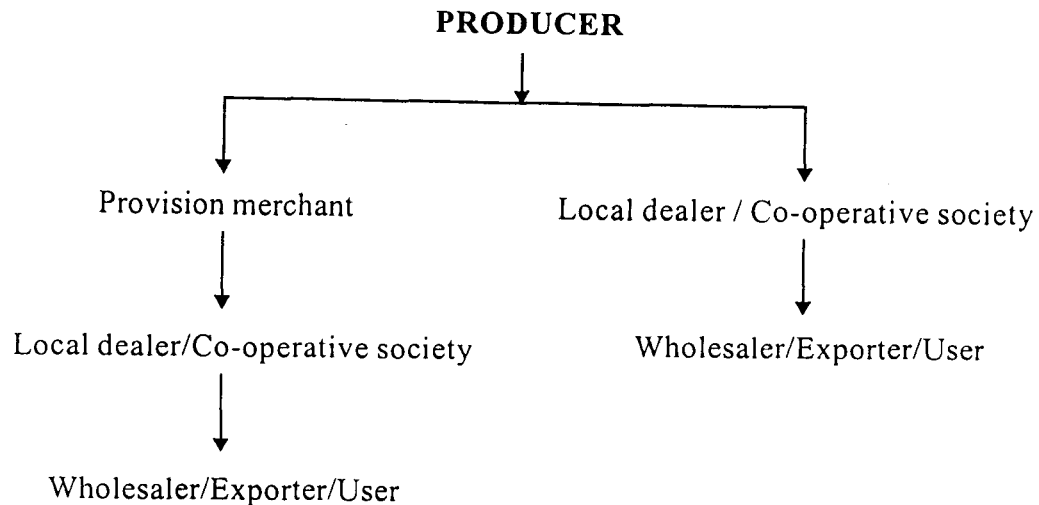 PRODUCER
Provision merchant
Local dealer / Co-operative society
Local dealer/Co-operative society
Wholesaler/Exporter/User
Wholesaler/Exporter/User